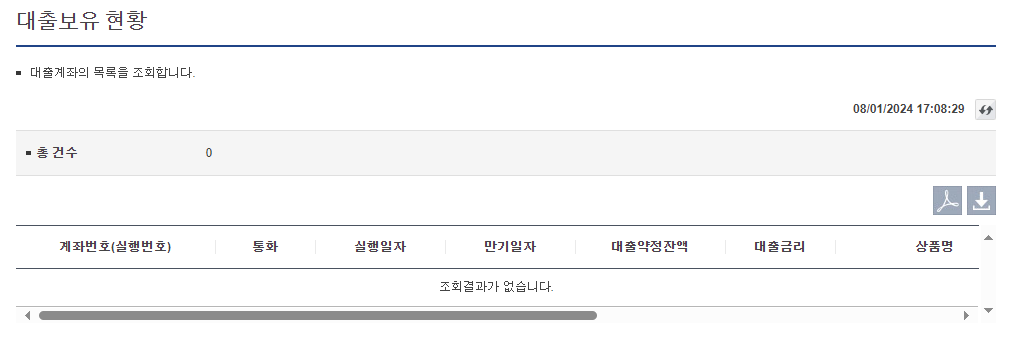 대출보유 현황
대출계좌의 목록을 조회합니다.
08/01/2024 17:08:29
총 건수 0
계좌번호(실행번호) 통화 실행일자 만기일자 대출약정잔액 대출금리 상품명
조회결과가 없습니다.